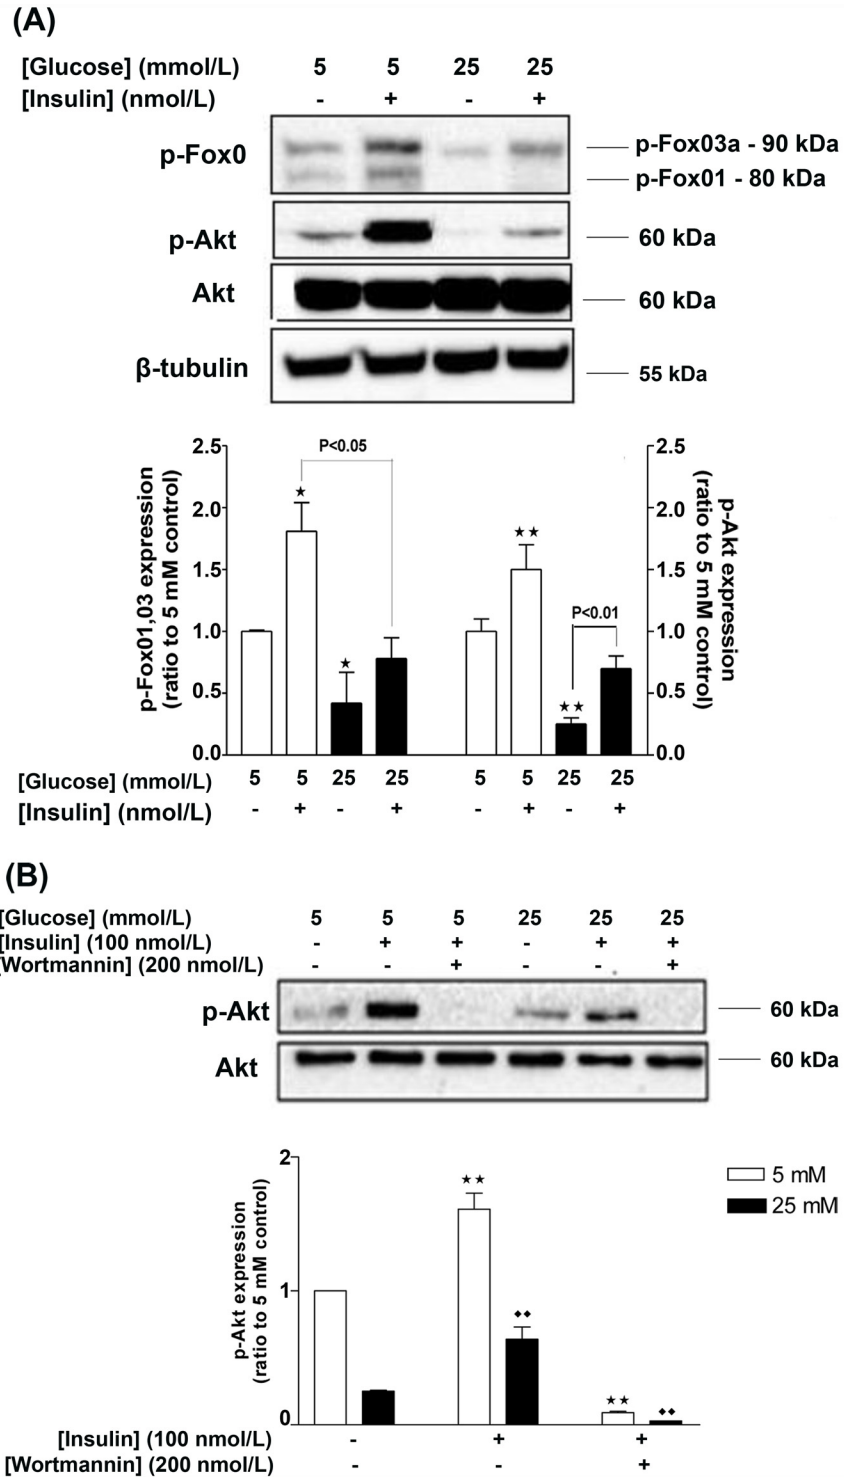 (A)
[Glucose] (mmol/L) 5 5 25 25
[Insulin] (nmol/L) - + - +
p-Fox0
p-Fox03a - 90 kDa
p-Fox01 - 80 kDa
p-Akt 60 kDa
Akt 60 kDa
β-tubulin 55 kDa
p-Fox01,03 expression
(ratio to 5 mM control)
2.5
2.0
1.5
1.0
0.5
0.0
P<0.05
★ ★
★★ ★★
P<0.01
2.5
2.0
1.5
1.0
0.5
0.0
p-Akt expression
(ratio to 5 mM control)
[Glucose] (mmol/L) 5 5 25 25 5 5 25 25
[Insulin] (nmol/L) - + - + - + - +
(B)
[Glucose] (mmol/L) 5 5 5 25 25 25
[Insulin] (100 nmol/L) - + + - + +
[Wortmannin] (200 nmol/L) - - + - - +
p-Akt 60 kDa
Akt 60 kDa
p-Akt expression
(ratio to 5 mM control)
2
1
0
★★
◆◆
★★
◆◆
5 mM
25 mM
[Insulin] (100 nmol/L) - + +
[Wortmannin] (200 nmol/L) - - +